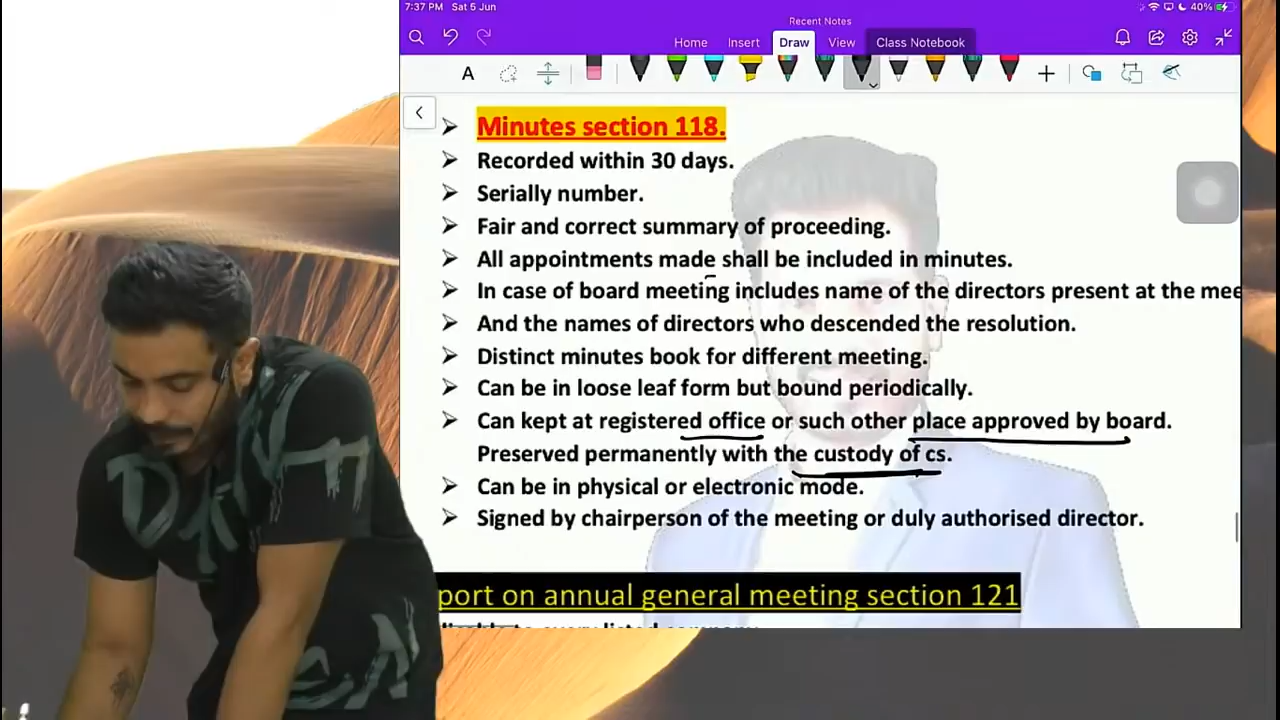 7:37 PM Sat 5 Jun
40%
Recent Notes
Home Insert Draw View Class Notebook
A
Minutes section 118.
Recorded within 30 days.
Serially number.
Fair and correct summary of proceeding.
All appointments made shall be included in minutes.
In case of board meeting includes name of the directors present at the mee
And the names of directors who descended the resolution.
Distinct minutes book for different meeting.
Can be in loose leaf form but bound periodically.
Can kept at registered office or such other place approved by board.
Preserved permanently with the custody of cs.
Can be in physical or electronic mode.
Signed by chairperson of the meeting or duly authorised director.
port on annual general meeting section 121